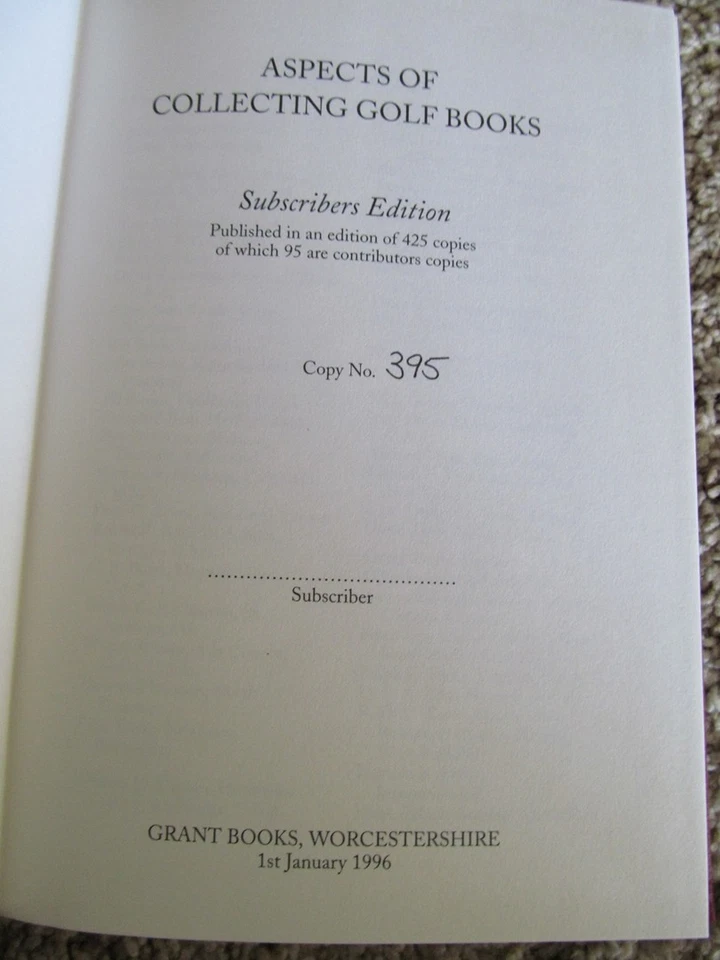 ASPECTS OF
COLLECTING GOLF BOOKS
Subscribers Edition
Published in an edition of 425 copies
of which 95 are contributors copies
Copy No. 395
.......................................
Subscriber
GRANT BOOKS, WORCESTERSHIRE
1st January 1996